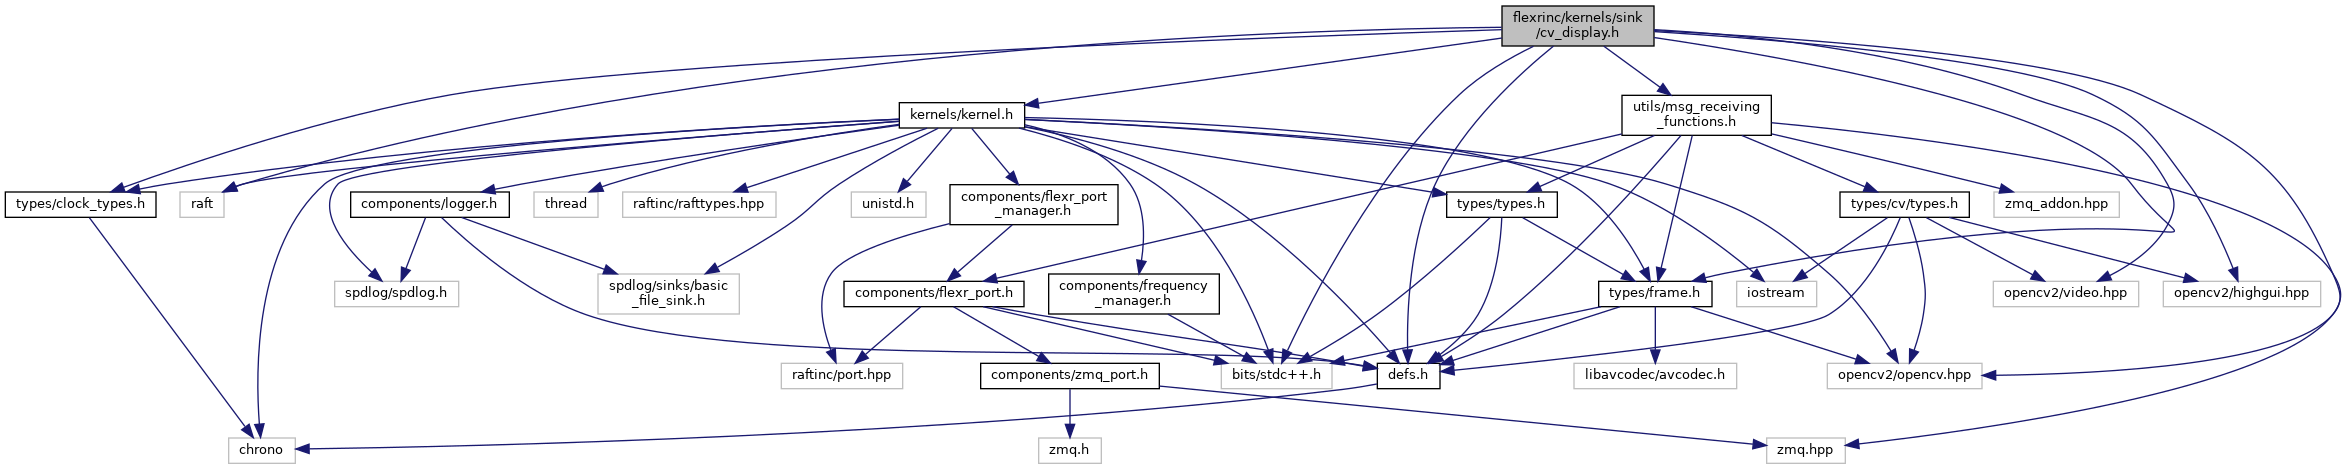 flexrinc/kernels/sink
/cv_display.h
kernels/kernel.h
utils/msg_receiving
_functions.h
types/clock_types.h
raft
components/logger.h
thread
raftinc/rafttypes.hpp
unistd.h
components/flexr_port
_manager.h
types/types.h
types/cv/types.h
zmq_addon.hpp
spdlog/spdlog.h
spdlog/sinks/basic
_file_sink.h
components/flexr_port.h
components/frequency
_manager.h
types/frame.h
iostream
opencv2/video.hpp
opencv2/highgui.hpp
raftinc/port.hpp
components/zmq_port.h
bits/stdc++.h
defs.h
libavcodec/avcodec.h
opencv2/opencv.hpp
chrono
zmq.h
zmq.hpp